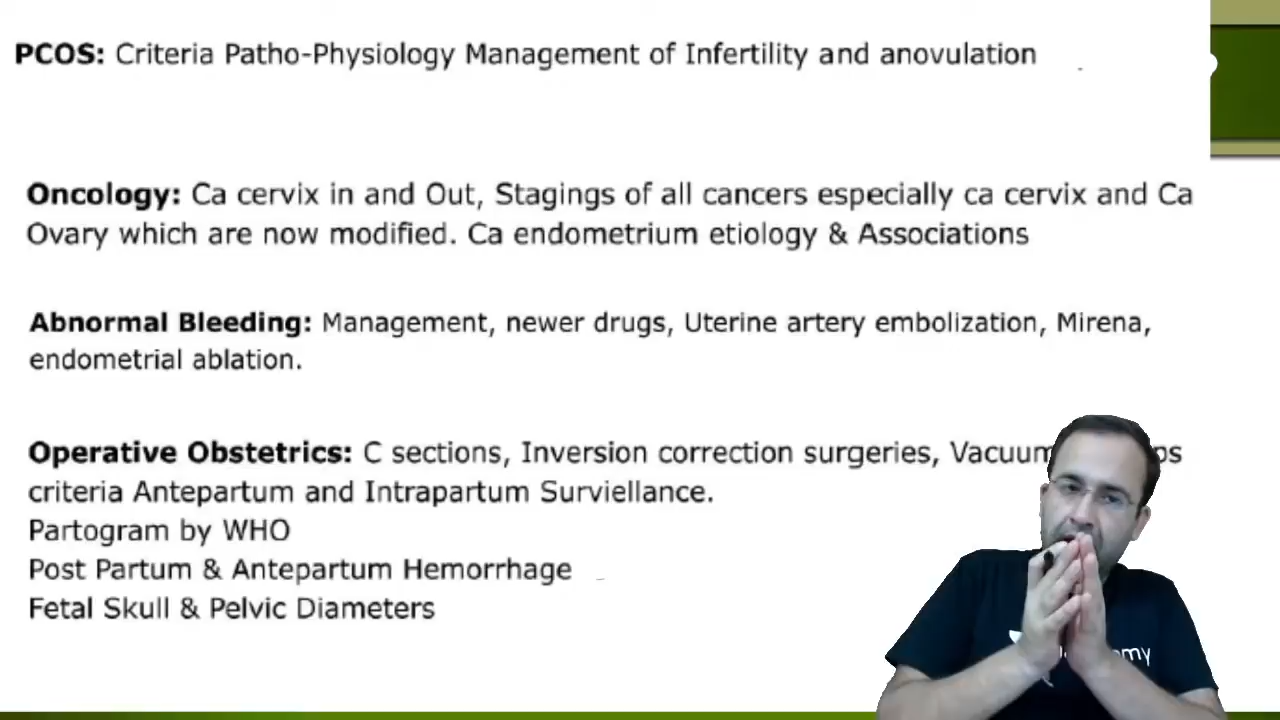 PCOS: Criteria Patho-Physiology Management of Infertility and anovulation
Oncology: Ca cervix in and Out, Stagings of all cancers especially ca cervix and Ca
Ovary which are now modified. Ca endometrium etiology & Associations
Abnormal Bleeding: Management, newer drugs, Uterine artery embolization, Mirena,
endometrial ablation.
Operative Obstetrics: C sections, Inversion correction surgeries, Vacuum
criteria Antepartum and Intrapartum Surviellance.
Partogram by WHO
Post Partum & Antepartum Hemorrhage
Fetal Skull & Pelvic Diameters